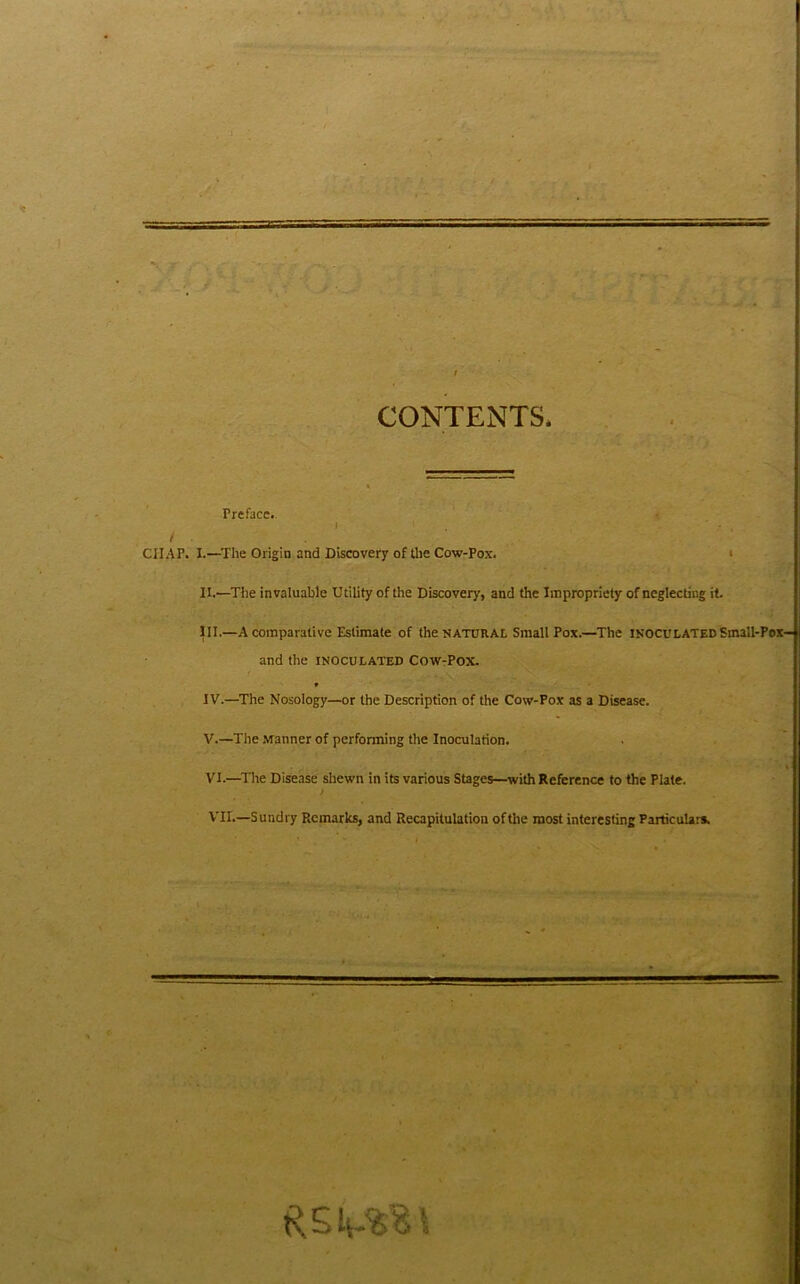 CONTENTS.
Preface.
CHAP. I.—The Origin and Discovery of the Cow-Pox.
II.—The invaluable Utility of the Discovery, and the Impropriety of neglecting it.
III.—A comparative Estimate of the NATURAL Small Pox.—The INOCULATED Small-Pox—
and the INOCULATED COW-POX.
IV.—The Nosology—or the Description of the Cow-Pox as a Disease.
V.—The Manner of performing the Inoculation.
VI.—The Disease shewn in its various Stages—with Reference to the Plate.
VII.—Sundry Remarks, and Recapitulation of the most interesting Particulars.